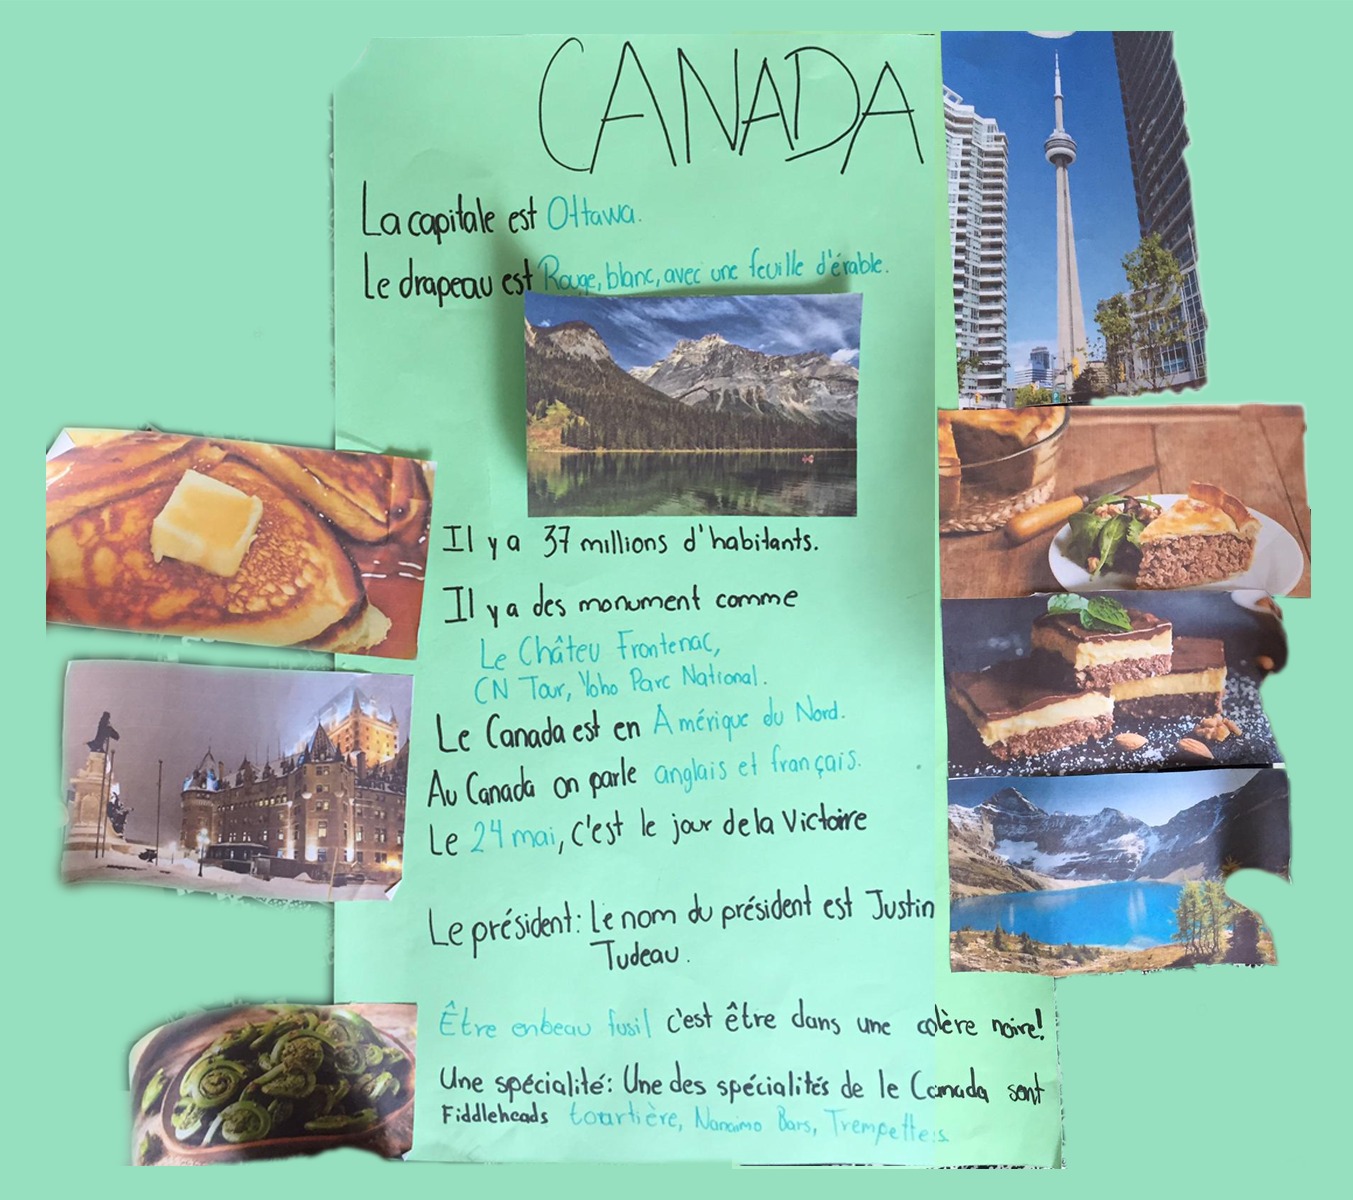 CANADA
La capitale est Ottawa.
Le drapeau est Rouge, blanc, avec une feuille d'érable.
Il y a 37 millions d'habitants.
Il y a des monument comme
Le Châteu Frontenac,
CN Tour, Yoho Parc National.
Le Canada est en Amérique du Nord.
Au Canada on parle anglais et français.
Le 24 mai, c'est le jour de la Victoire
Le président: Le nom du président est Justin
Tudeau.
Être en beau fusil c'est être dans une colère noire!
Une spécialité: Une des spécialités de le Canada sont
Fiddleheads tourtière, Nanaimo Bars, Trempettes.